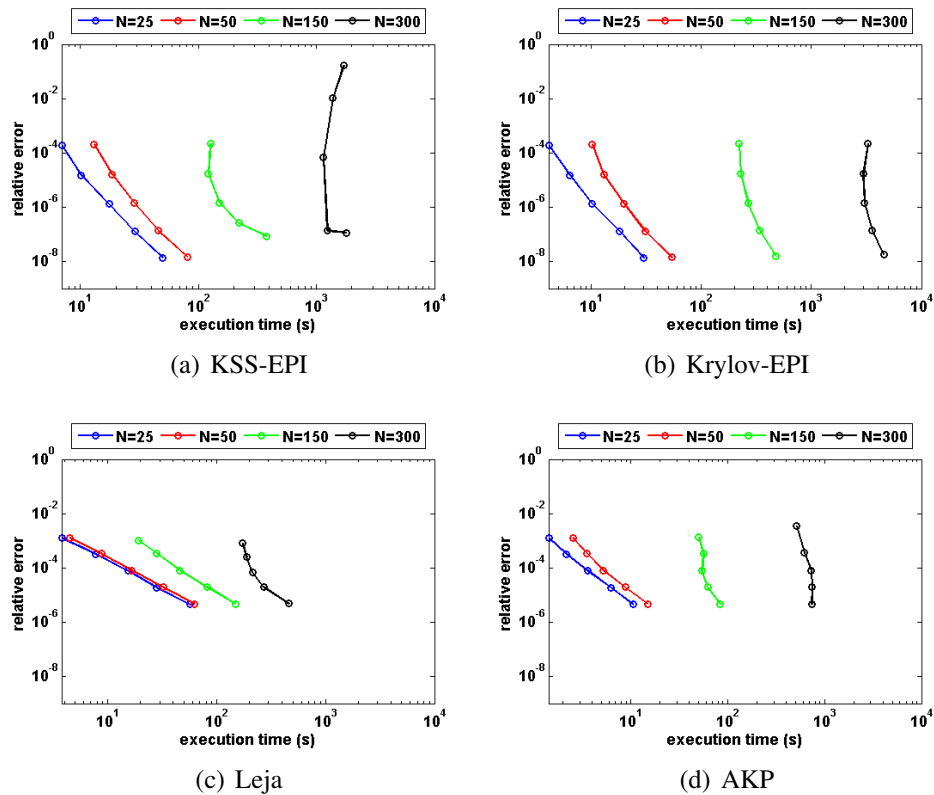 N=25 N=50 N=150 N=300
N=25 N=50 N=150 N=300
10^0
10^-2
10^-4
10^-6
10^-8
relative error
10^1 10^2 10^3 10^4
execution time (s)
(a) KSS-EPI
10^0
10^-2
10^-4
10^-6
10^-8
relative error
10^1 10^2 10^3 10^4
execution time (s)
(b) Krylov-EPI
N=25 N=50 N=150 N=300
N=25 N=50 N=150 N=300
10^0
10^-2
10^-4
10^-6
10^-8
relative error
10^1 10^2 10^3 10^4
execution time (s)
(c) Leja
10^0
10^-2
10^-4
10^-6
10^-8
relative error
10^1 10^2 10^3 10^4
execution time (s)
(d) AKP